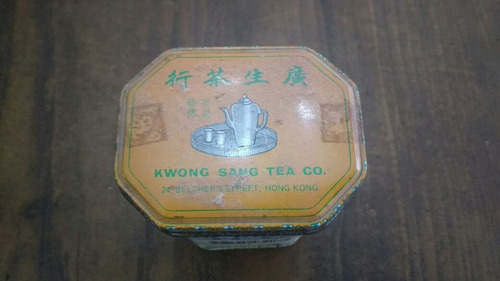 廣生茶行
KWONG SANG TEA CO.
24, BELCHER'S STREET, HONG KONG